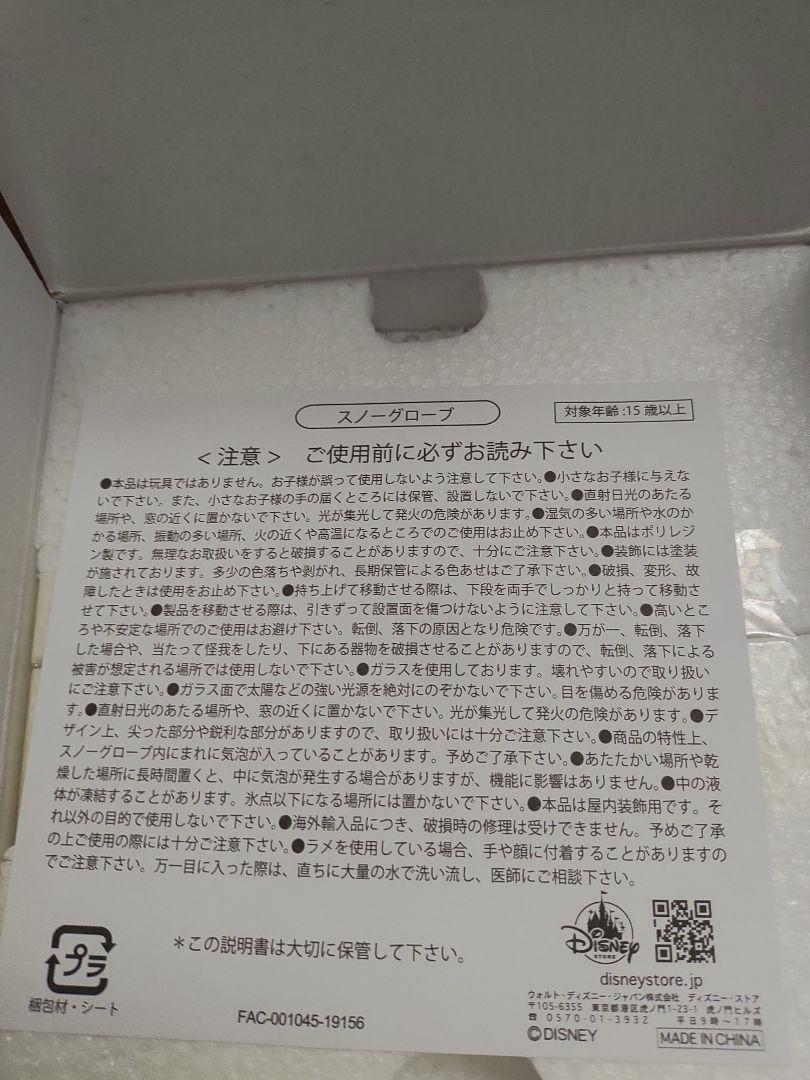 スノーグローブ
対象年齢:15 歳以上
＜注意＞　ご使用前に必ずお読み下さい
●本品は玩具ではありません。お子様が誤って使用しないよう注意して下さい。●小さなお子様に与えな
いで下さい。また、小さなお子様の手の届くところには保管、設置しないで下さい。●直射日光のあたる
場所や、窓の近くに置かないで下さい。光が集光して発火の危険があります。●湿気の多い場所や水のか
かる場所、振動の多い場所、火の近くや高温になるところでのご使用はお止め下さい。●本品はポリレジ
ン製です。無理なお取扱いをすると破損することがありますので、十分にご注意下さい。●装飾には塗装
が施されております。多少の色落ちや剥がれ、長期保管による色あせはご了承下さい。●破損、変形、故
障したときは使用をお止め下さい。●持ち上げて移動させる際は、下段を両手でしっかりと持って移動さ
せて下さい。●製品を移動させる際は、引きずって設置面を傷つけないように注意して下さい。●高いとこ
ろや不安定な場所でのご使用はお避け下さい。転倒、落下の原因となり危険です。●万が一、転倒、落下
した場合や、当たって怪我をしたり、下にある器物を破損させることがありますので、転倒、落下による
被害が想定される場所では使用しないで下さい。●ガラスを使用しております。壊れやすいので取り扱い
にご注意下さい。●ガラス面で太陽などの強い光源を絶対にのぞかないで下さい。目を傷める危険がありま
す。●直射日光のあたる場所や、窓の近くに置かないで下さい。光が集光して発火の危険があります。●デ
ザイン上、尖った部分や鋭利な部分がありますので、取り扱いには十分ご注意下さい。●商品の特性上、
スノーグローブ内にまれに気泡が入っていることがあります。予めご了承下さい。●あたたかい場所や乾
燥した場所に長時間置くと、中に気泡が発生する場合がありますが、機能に影響はありません。●中の液
体が凍結することがあります。氷点以下になる場所には置かないで下さい。●本品は屋内装飾用です。そ
れ以外の目的で使用しないで下さい。●海外輸入品につき、破損時の修理は受けできません。予めご了承
の上ご使用の際には十分ご注意下さい。●ラメを使用している場合、手や顔に付着することがありますの
でご注意下さい。万一目に入った際は、直ちに大量の水で洗い流し、医師にご相談下さい。
＊この説明書は大切に保管して下さい。
プラ
梱包材・シート
FAC-001045-19156
Disney
STORE
disneystore.jp
ウォルト・ディズニー・ジャパン株式会社 ディズニー・ストア
〒105-6355 東京都港区虎ノ門1-23-1 虎ノ門ヒルズ
☎ 0570-01-3932 平日9時～17時
©DISNEY
MADE IN CHINA